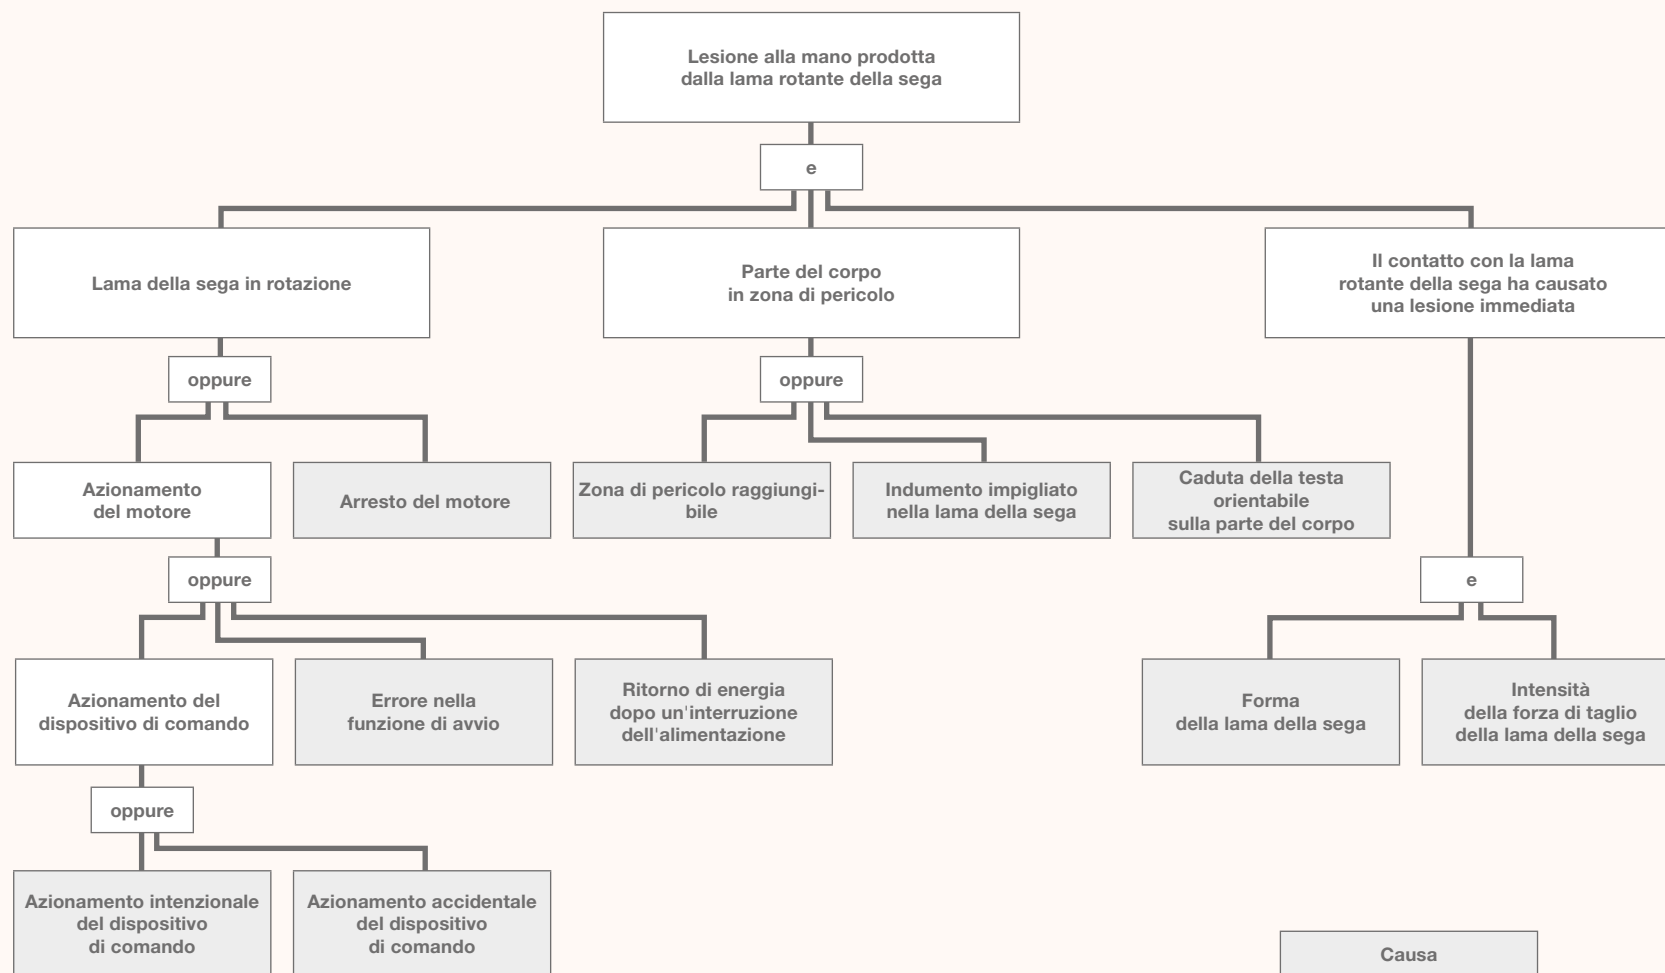 Lesione alla mano prodotta
dalla lama rotante della sega
e
Lama della sega in rotazione
Parte del corpo
in zona di pericolo
Il contatto con la lama
rotante della sega ha causato
una lesione immediata
oppure
oppure
Azionamento
del motore
Arresto del motore
Zona di pericolo raggiungi-
bile
Indumento impigliato
nella lama della sega
Caduta della testa
orientabile
sulla parte del corpo
oppure
e
Azionamento del
dispositivo di comando
Errore nella
funzione di avvio
Ritorno di energia
dopo un'interruzione
dell'alimentazione
Forma
della lama della sega
Intensità
della forza di taglio
della lama della sega
oppure
Azionamento intenzionale
del dispositivo
di comando
Azionamento accidentale
del dispositivo
di comando
Causa